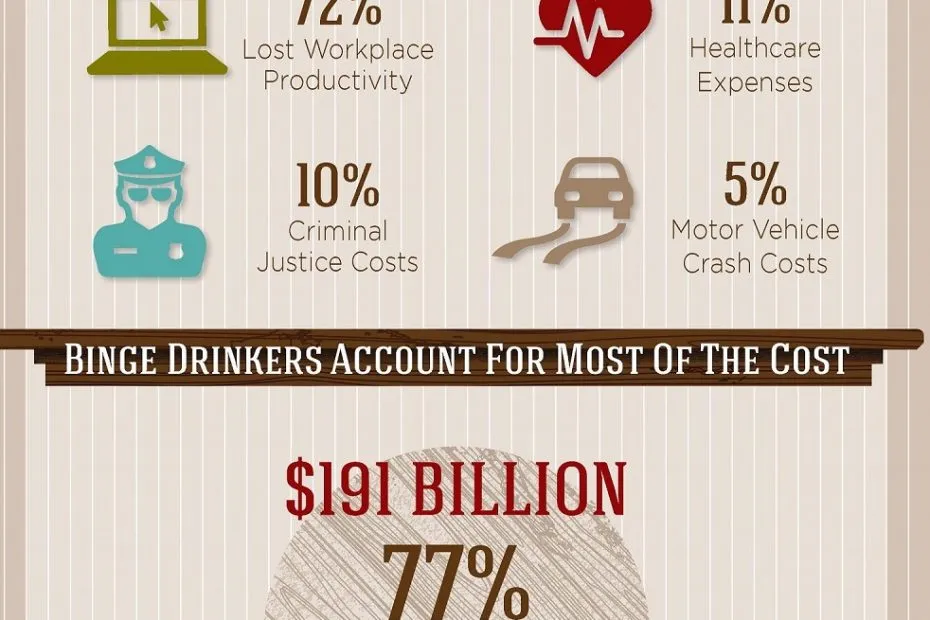 72%
Lost Workplace
Productivity
11%
Healthcare
Expenses
10%
Criminal
Justice Costs
5%
Motor Vehicle
Crash Costs
Binge Drinkers Account For Most Of The Cost
$191 BILLION
77%